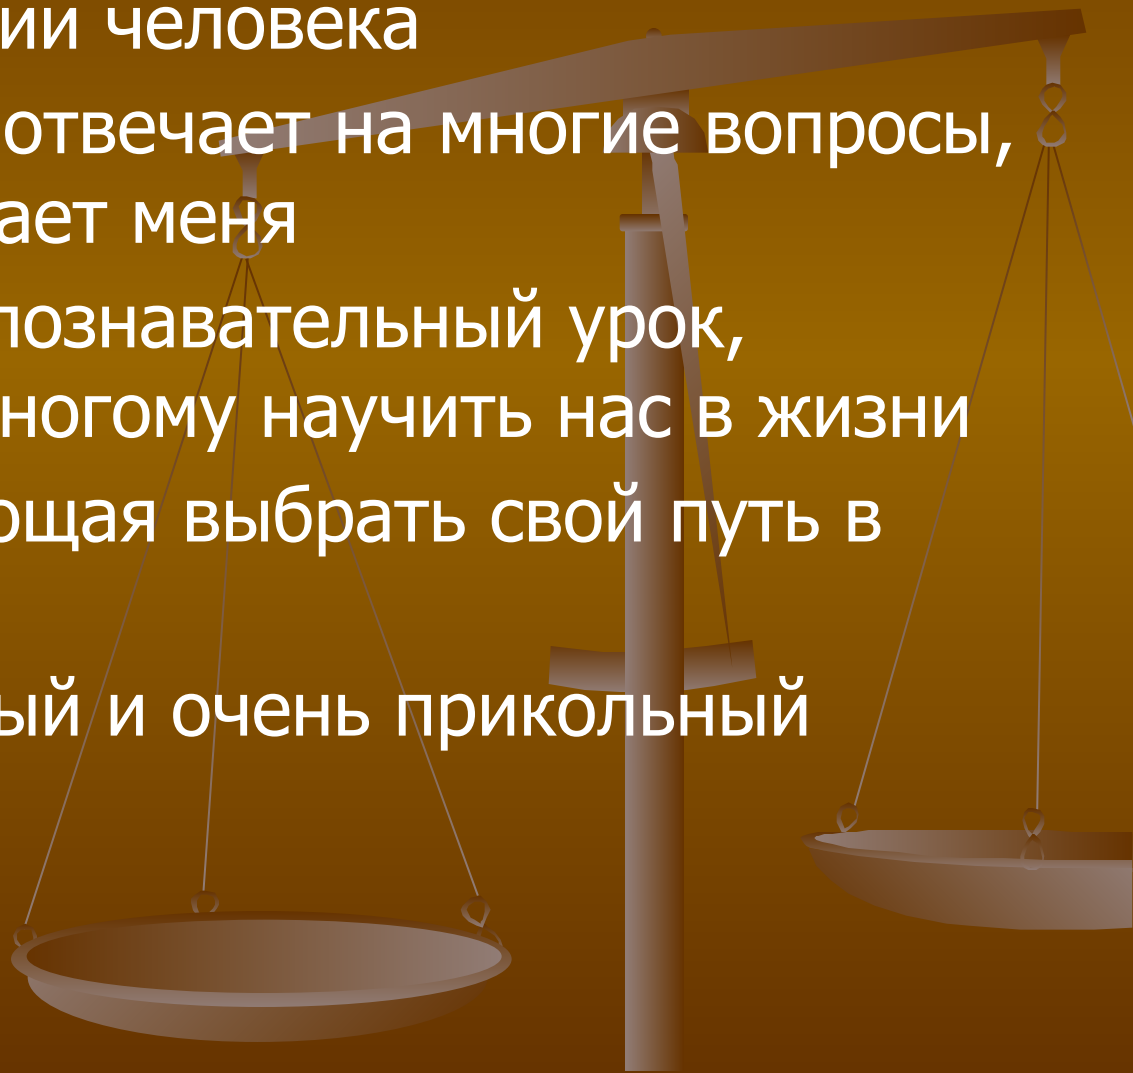 ии человека
отвечает на многие вопросы,
ает меня
познавательный урок,
ногому научить нас в жизни
ющая выбрать свой путь в
ый и очень прикольный